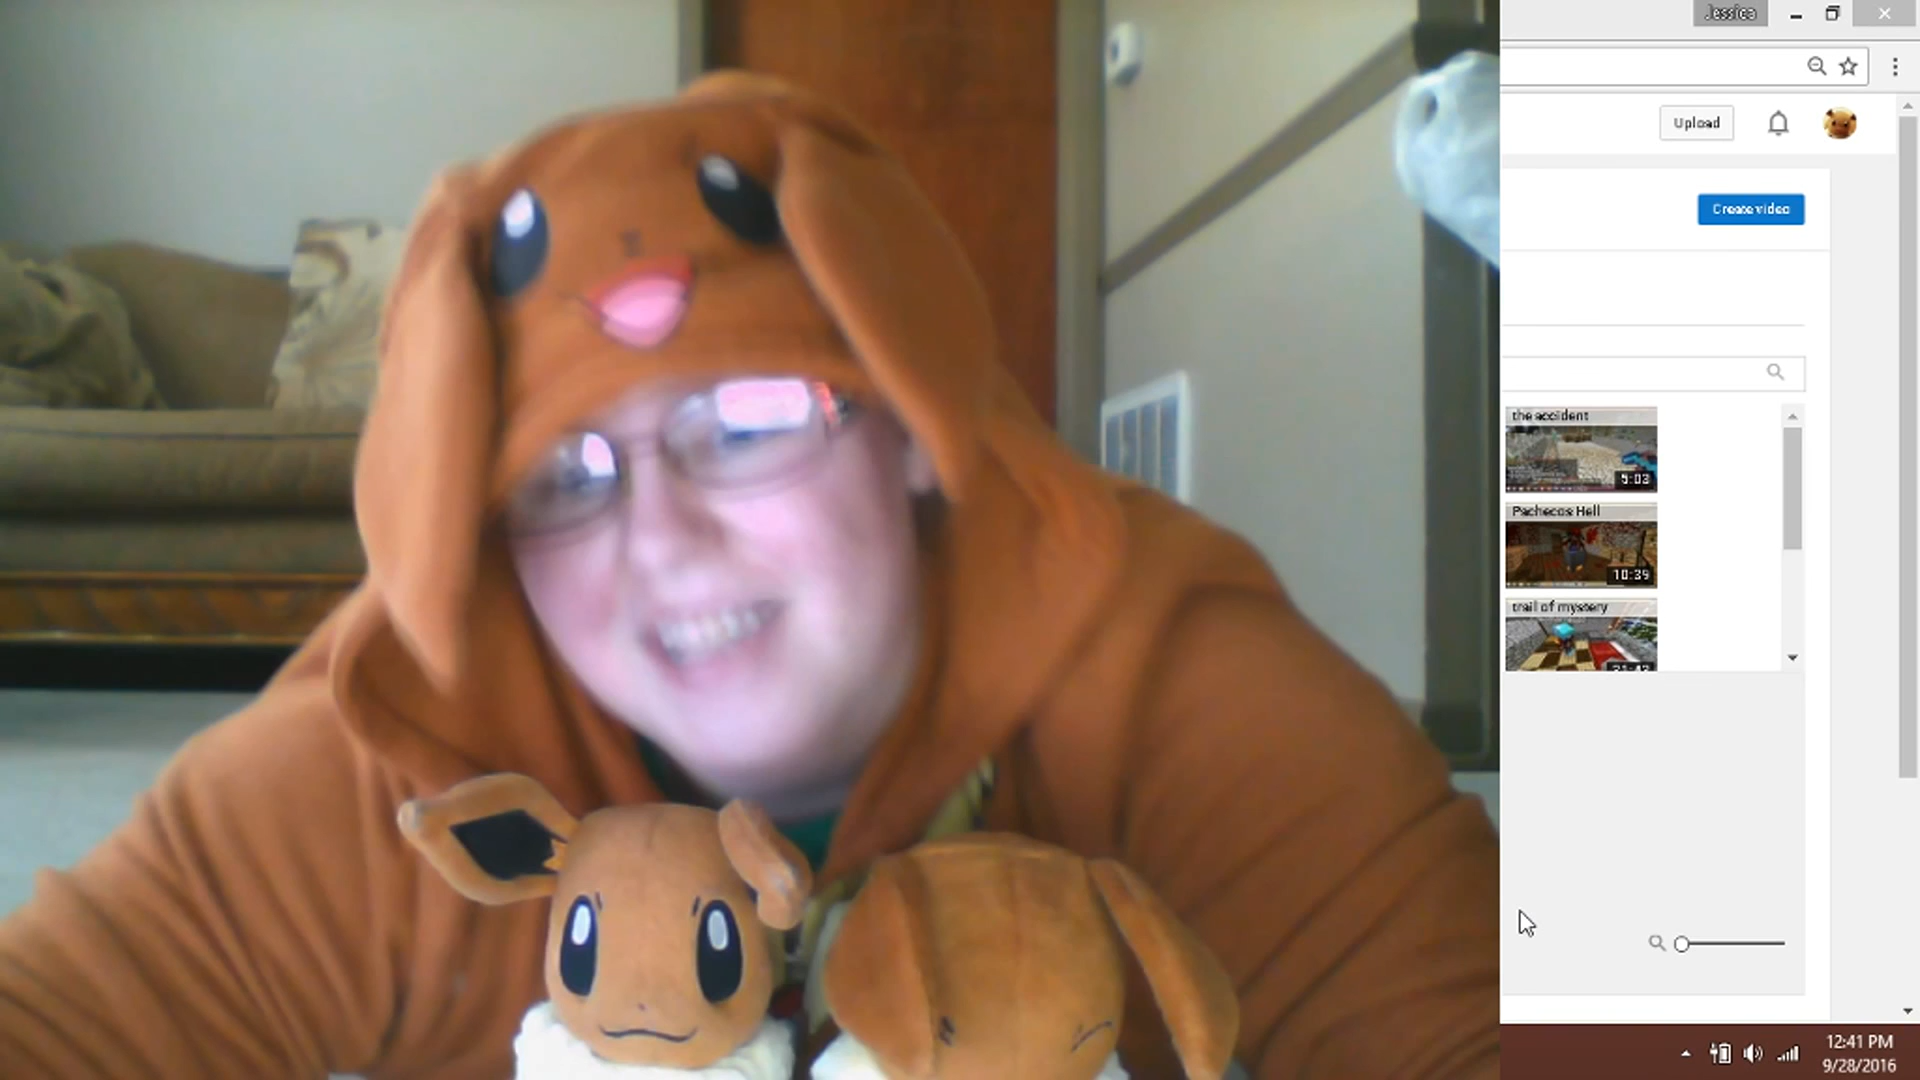 Jessica
Upload
Create video
the accident
5:03
Pachecos Hell
10:39
trail of mystery
12:41 PM
9/28/2016